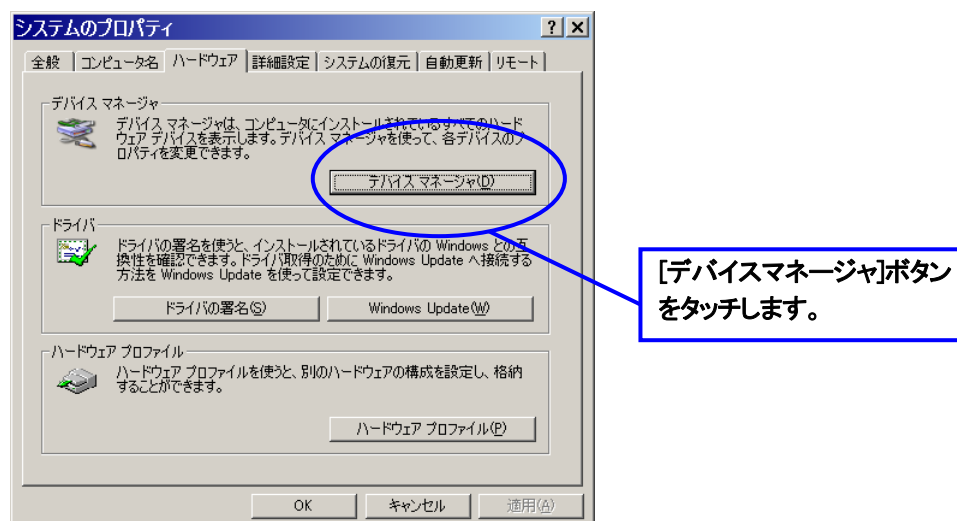 システムのプロパティ
? ×
全般 コンピュータ名 ハードウェア 詳細設定 システムの復元 自動更新 リモート
デバイス マネージャ
デバイス マネージャは、コンピュータにインストールされているすべてのハード
ウェア デバイスを表示します。デバイス マネージャを使って、各デバイスのプ
ロパティを変更できます。
デバイス マネージャ(D)
ドライバ
ドライバの署名を使うと、インストールされているドライバの Windows との互
換性を確認できます。ドライバ取得のために Windows Update へ接続する
方法を Windows Update を使って設定できます。
ドライバの署名(S) Windows Update(W)
[デバイスマネージャ]ボタン
をタッチします。
ハードウェア プロファイル
ハードウェア プロファイルを使うと、別のハードウェアの構成を設定し、格納
することができます。
ハードウェア プロファイル(P)
OK キャンセル 適用(A)